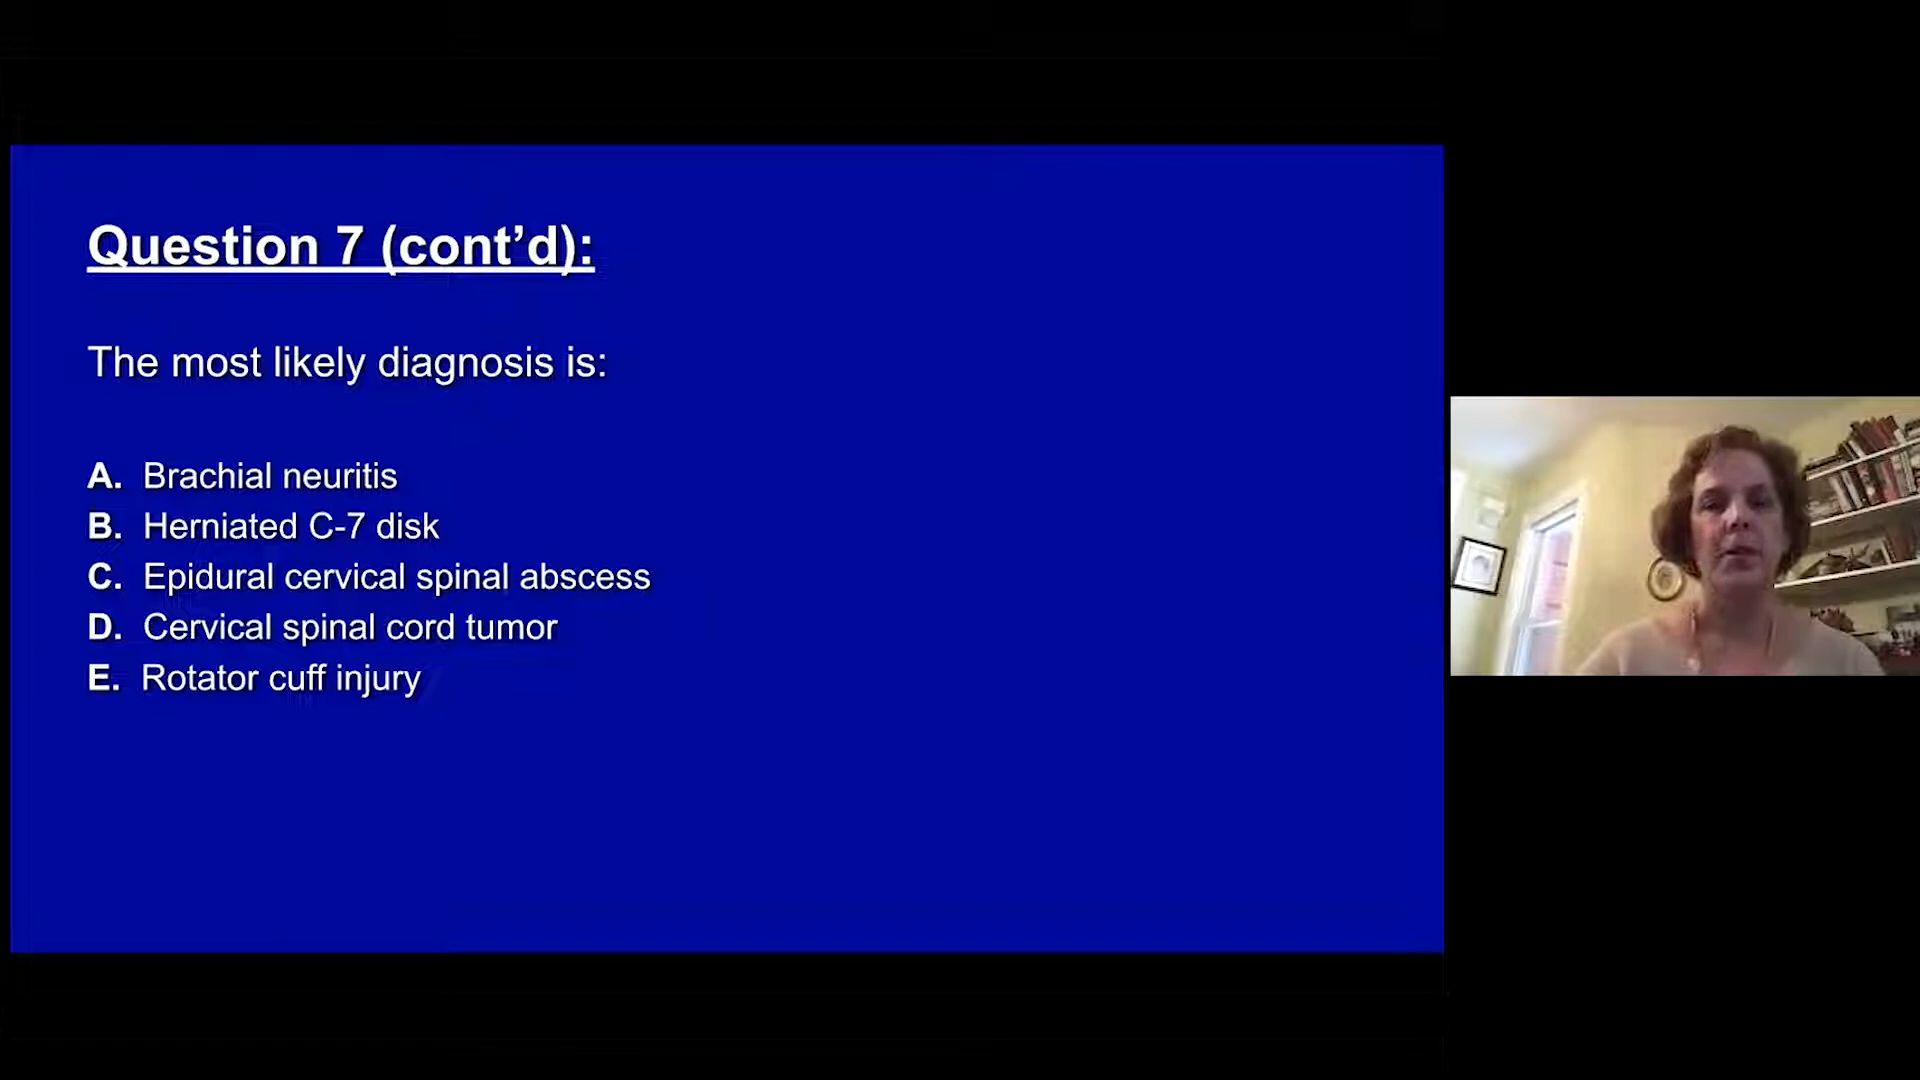 Question 7 (cont’d):
The most likely diagnosis is:
A. Brachial neuritis
B. Herniated C-7 disk
C. Epidural cervical spinal abscess
D. Cervical spinal cord tumor
E. Rotator cuff injury